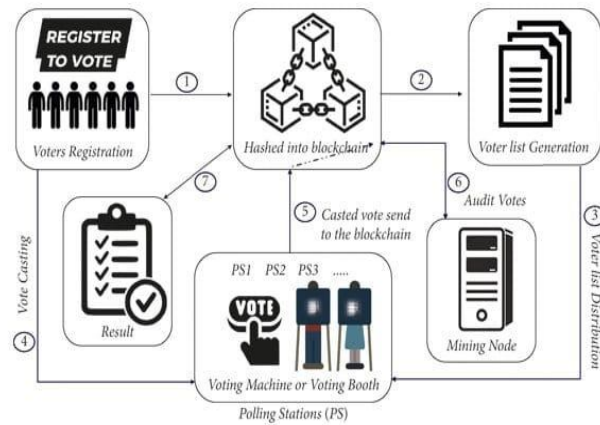 REGISTER
TO VOTE
Voters Registration
1
Hashed into blockchain
2
Voter list Generation
7
5
Casted vote send
to the blockchain
6
Audit Votes
3
Voter list Distribution
Vote Casting
4
Result
PS1 PS2 PS3 .....
VOTE
Voting Machine or Voting Booth
Mining Node
Polling Stations (PS)